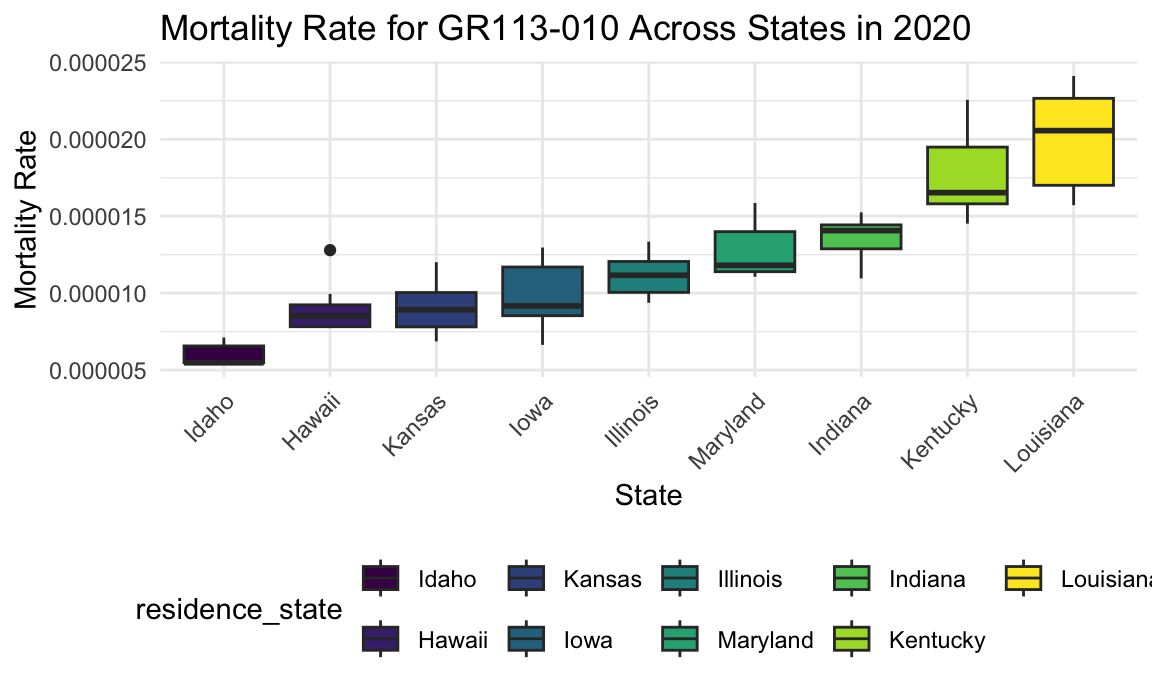 Mortality Rate for GR113-010 Across States in 2020
Mortality Rate
0.000025
0.000020
0.000015
0.000010
0.000005
Idaho
Hawaii
Kansas
Iowa
Illinois
Maryland
Indiana
Kentucky
Louisiana
State
residence_state
Idaho
Kansas
Illinois
Indiana
Louisiana
Hawaii
Iowa
Maryland
Kentucky